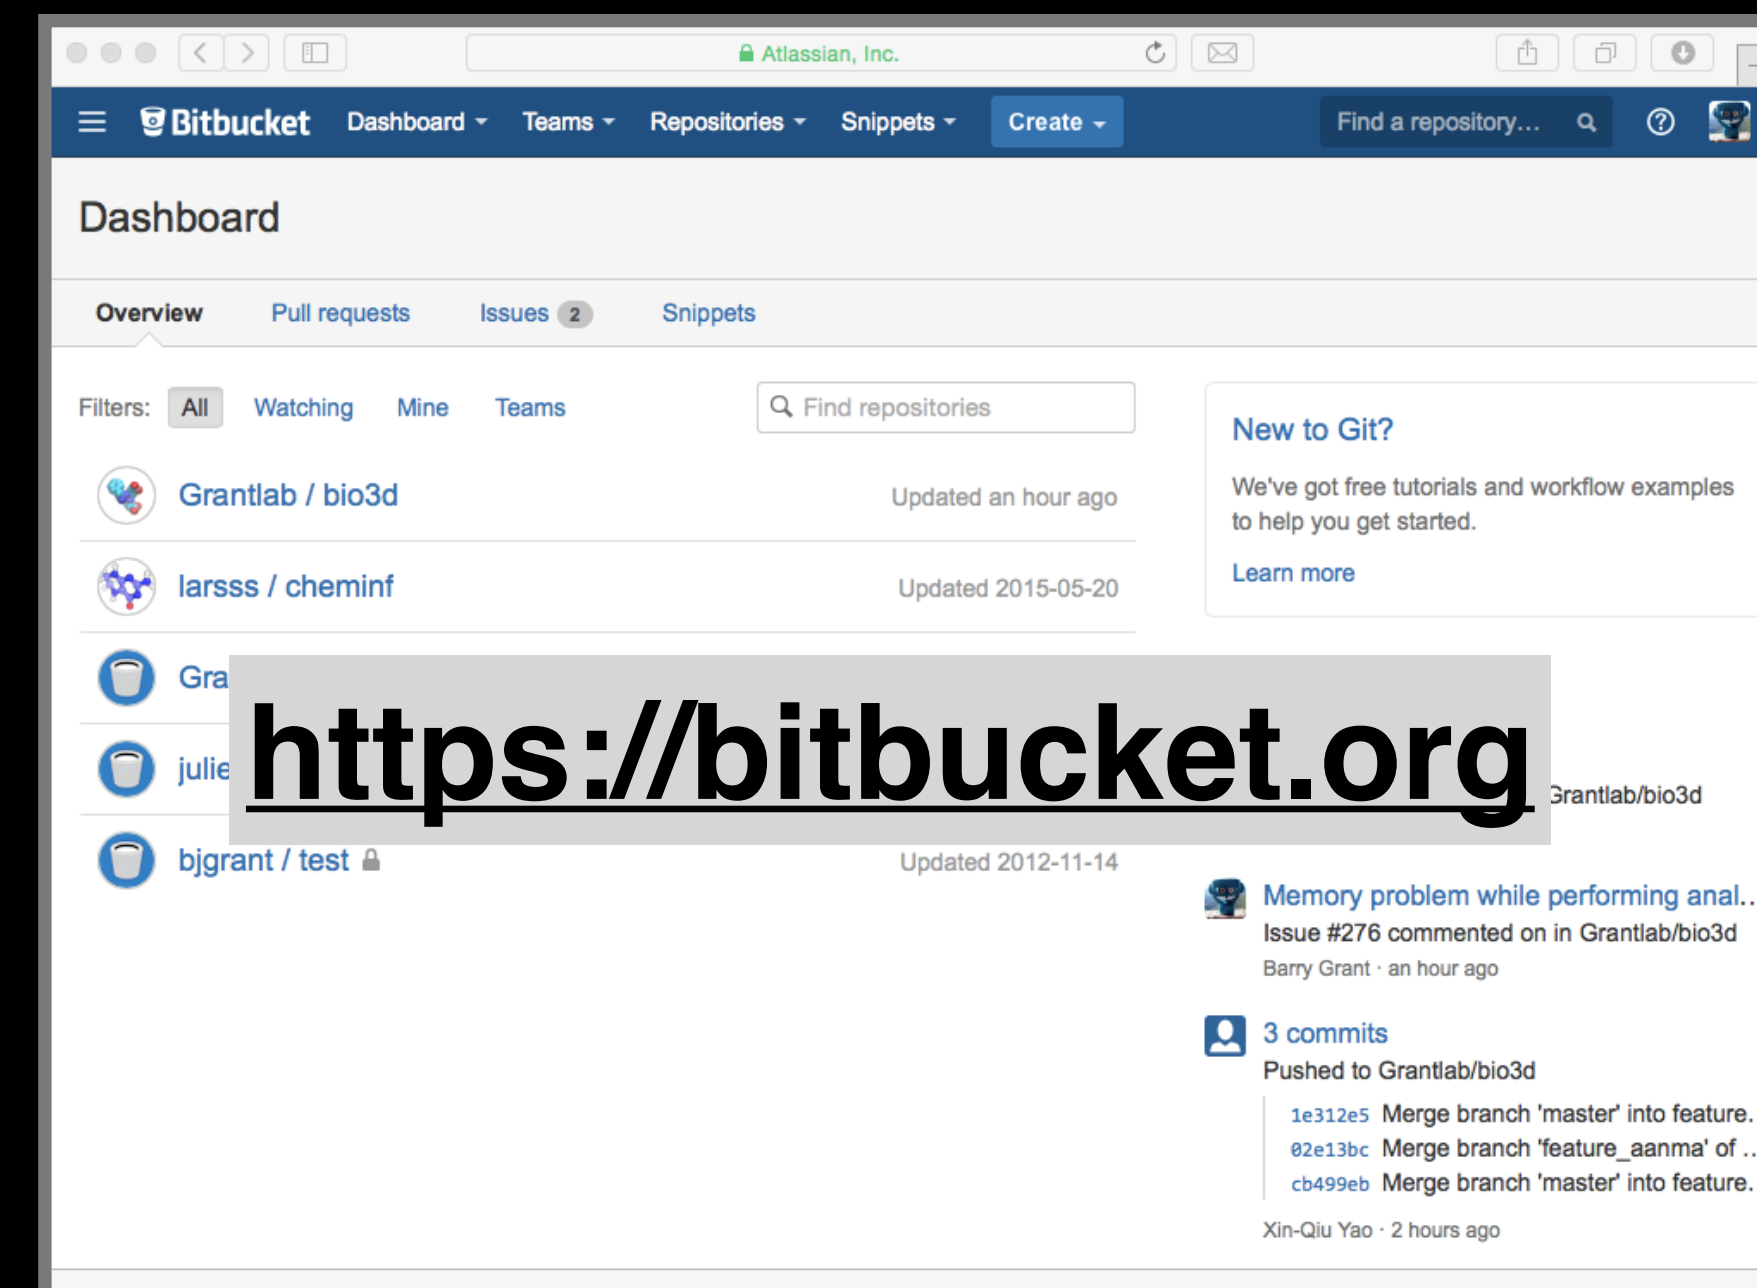 Atlassian, Inc.
Bitbucket Dashboard Teams Repositories Snippets Create Find a repository...
Dashboard
Overview Pull requests Issues 2 Snippets
Filters: All Watching Mine Teams Find repositories
Grantlab / bio3d Updated an hour ago
larsss / cheminf Updated 2015-05-20
https://bitbucket.org
bjgrant / test Updated 2012-11-14
New to Git?
We've got free tutorials and workflow examples
to help you get started.
Learn more
Grantlab/bio3d
Memory problem while performing anal...
Issue #276 commented on in Grantlab/bio3d
Barry Grant · an hour ago
3 commits
Pushed to Grantlab/bio3d
1e312e5 Merge branch 'master' into feature.
02e13bc Merge branch 'feature_aanma' of ...
cb499eb Merge branch 'master' into feature.
Xin-Qiu Yao · 2 hours ago